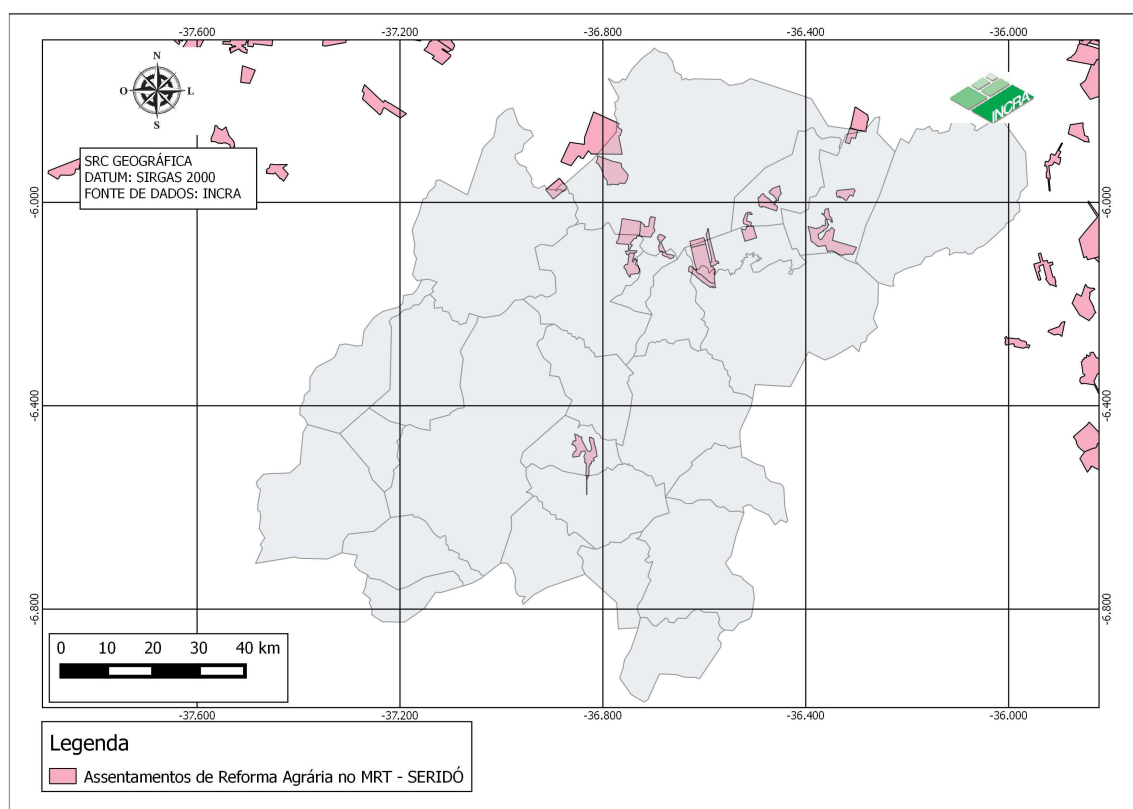 -37.600 -37.200 -36.800 -36.400 -36.000
N
O L
S
INCRA
SRC GEOGRÁFICA
DATUM: SIRGAS 2000
FONTE DE DADOS: INCRA
-6.000 -6.000
-6.400 -6.400
-6.800 -6.800
0 10 20 30 40 km
-37.600 -37.200 -36.800 -36.400 -36.000
Legenda
Assentamentos de Reforma Agrária no MRT - SERIDÓ